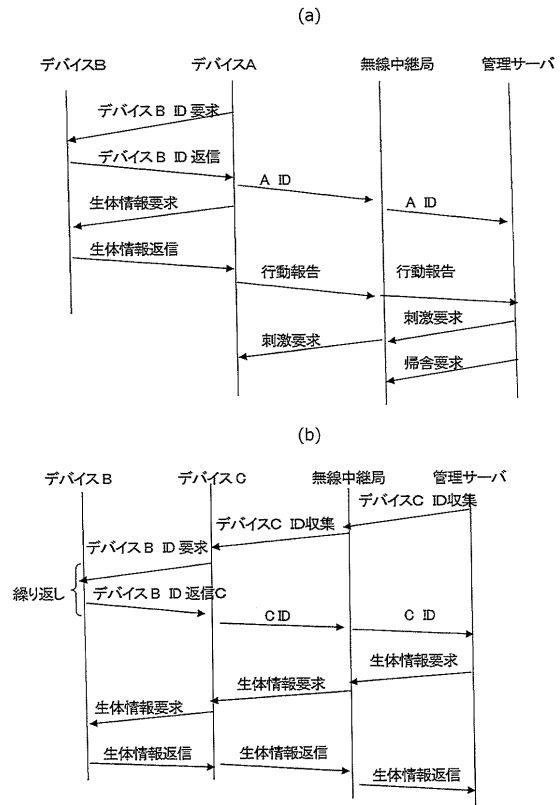 (a)
デバイスB デバイスA 無線中継局 管理サーバ
デバイスB ID 要求
デバイスB ID 返信
A ID
A ID
生体情報要求
生体情報返信
行動報告 行動報告
刺激要求
刺激要求
帰舎要求
(b)
デバイスB デバイスC 無線中継局 管理サーバ
デバイスC ID収集
デバイスC ID収集
デバイスB ID 要求
繰り返し
デバイスB ID 返信C
C ID C ID
生体情報要求
生体情報要求
生体情報要求
生体情報返信 生体情報返信
生体情報返信